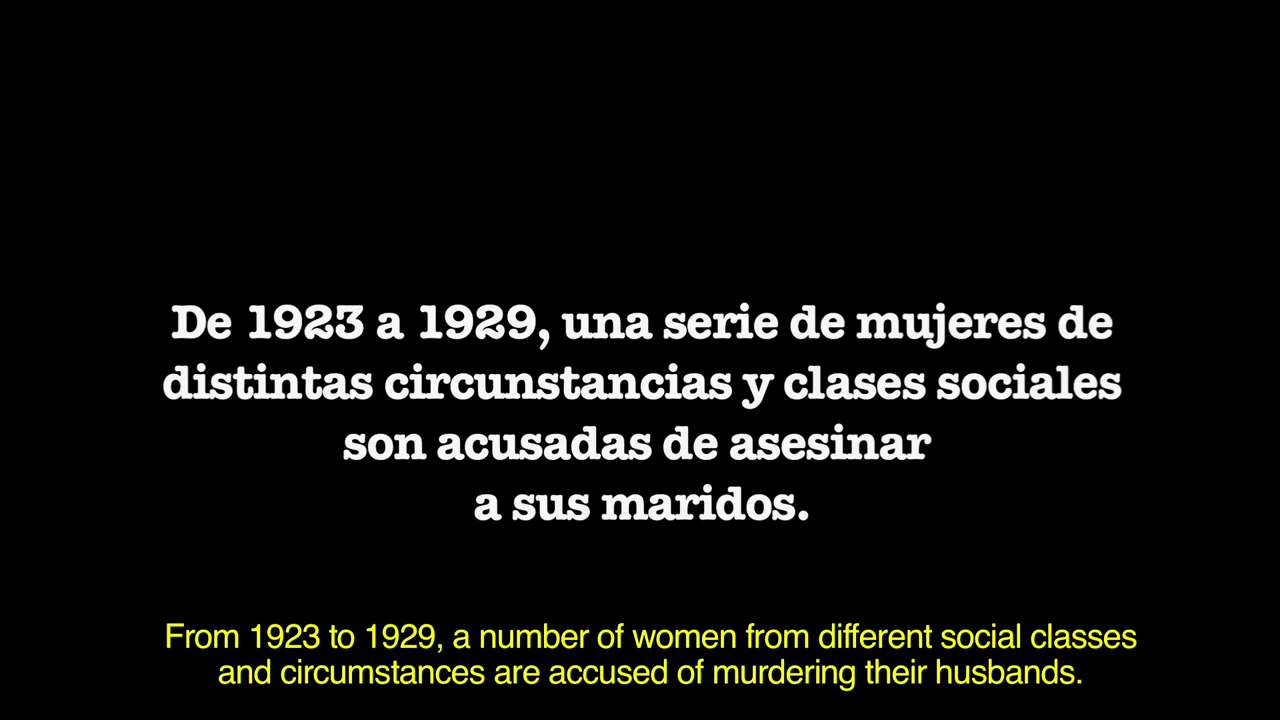 De 1923 a 1929, una serie de mujeres de
distintas circunstancias y clases sociales
son acusadas de asesinar
a sus maridos.
From 1923 to 1929, a number of women from different social classes
and circumstances are accused of murdering their husbands.